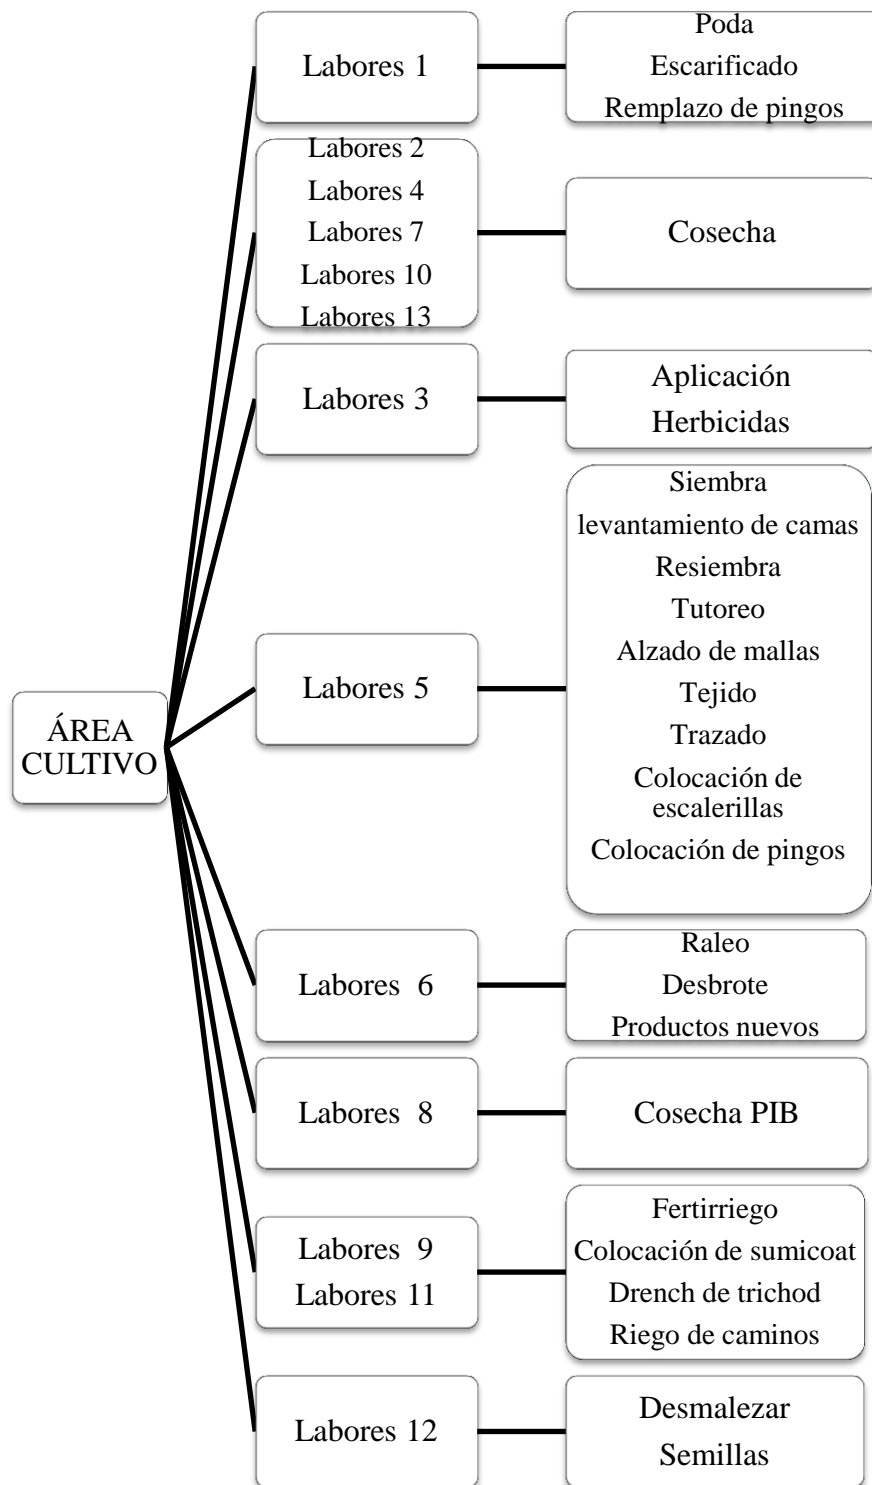 Labores 1
Poda
Escarificado
Remplazo de pingos
Labores 2
Labores 4
Labores 7
Labores 10
Labores 13
Cosecha
Labores 3
Aplicación
Herbicidas
ÁREA
CULTIVO
Labores 5
Siembra
levantamiento de camas
Resiembra
Tutoreo
Alzado de mallas
Tejido
Trazado
Colocación de
escalerillas
Colocación de pingos
Labores 6
Raleo
Desbrote
Productos nuevos
Labores 8
Cosecha PIB
Labores 9
Labores 11
Fertirriego
Colocación de sumicoat
Drench de trichod
Riego de caminos
Labores 12
Desmalezar
Semillas